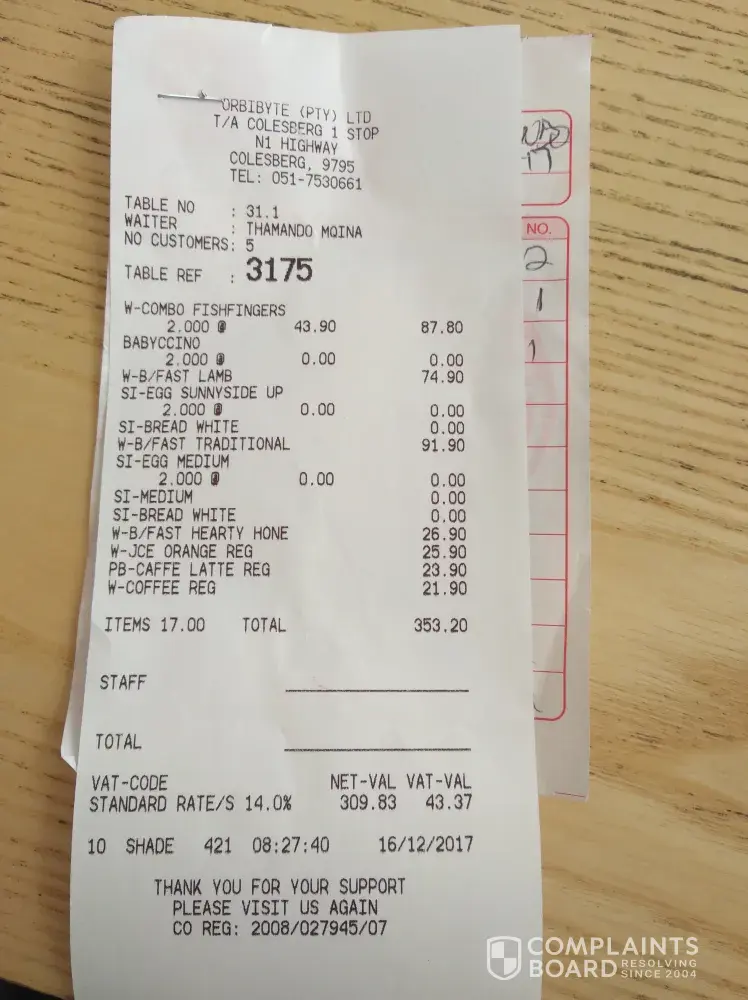 ORBIBYTE (PTY) LTD
T/A COLESBERG 1 STOP
N1 HIGHWAY
COLESBERG, 9795
TEL: 051-7530661
TABLE NO : 31.1
WAITER : THAMANDO MQINA
NO CUSTOMERS: 5
TABLE REF : 3175
W-COMBO FISHFINGERS
2.000 @ 43.90 87.80
BABYCCINO
2.000 @ 0.00 0.00
W-B/FAST LAMB 74.90
SI-EGG SUNNYSIDE UP
2.000 @ 0.00 0.00
SI-BREAD WHITE 0.00
W-B/FAST TRADITIONAL 91.90
SI-EGG MEDIUM
2.000 @ 0.00 0.00
SI-MEDIUM 0.00
SI-BREAD WHITE 0.00
W-B/FAST HEARTY HONE 26.90
W-JCE ORANGE REG 25.90
PB-CAFFE LATTE REG 23.90
W-COFFEE REG 21.90
ITEMS 17.00 TOTAL 353.20
STAFF
TOTAL
VAT-CODE NET-VAL VAT-VAL
STANDARD RATE/S 14.0% 309.83 43.37
10 SHADE 421 08:27:40 16/12/2017
THANK YOU FOR YOUR SUPPORT
PLEASE VISIT US AGAIN
CO REG: 2008/027945/07
NO.
2
1
1
COMPLAINTS
BOARD RESOLVING
SINCE 2004